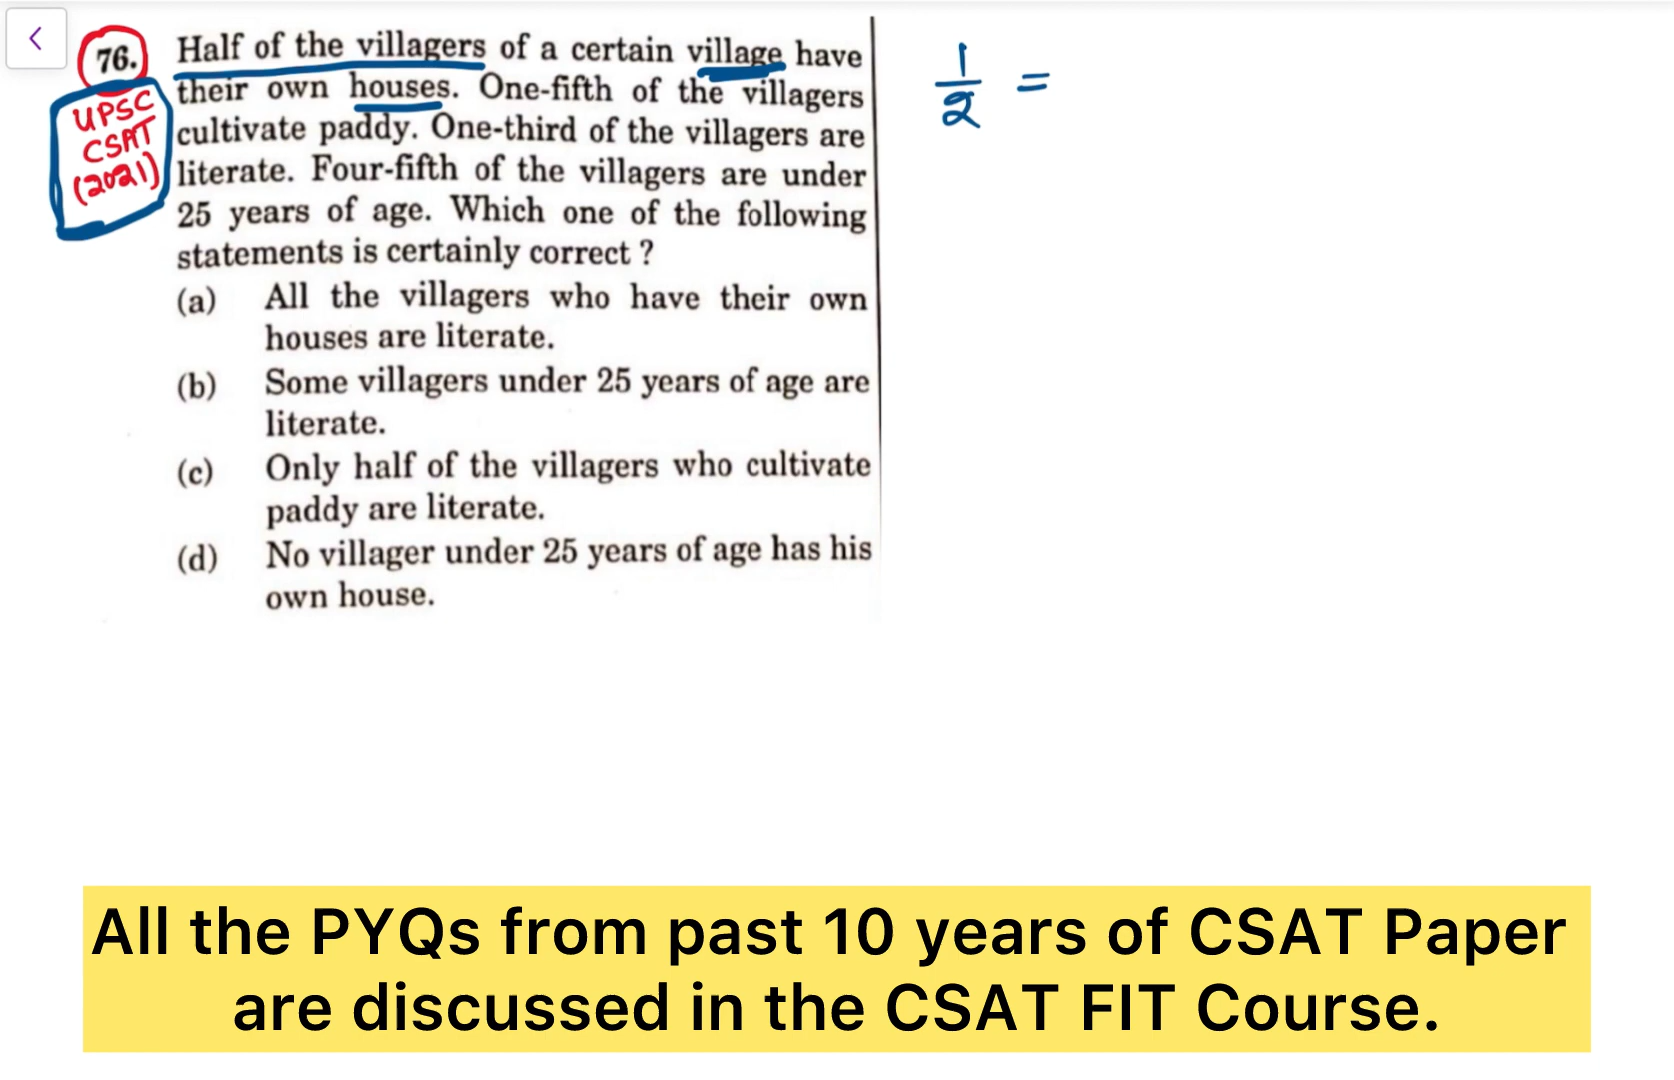 76.
UPSC
CSAT
(2021)
Half of the villagers of a certain village have
their own houses. One-fifth of the villagers
cultivate paddy. One-third of the villagers are
literate. Four-fifth of the villagers are under
25 years of age. Which one of the following
statements is certainly correct ?
(a) All the villagers who have their own
houses are literate.
(b) Some villagers under 25 years of age are
literate.
(c) Only half of the villagers who cultivate
paddy are literate.
(d) No villager under 25 years of age has his
own house.
1/2 =
All the PYQs from past 10 years of CSAT Paper
are discussed in the CSAT FIT Course.